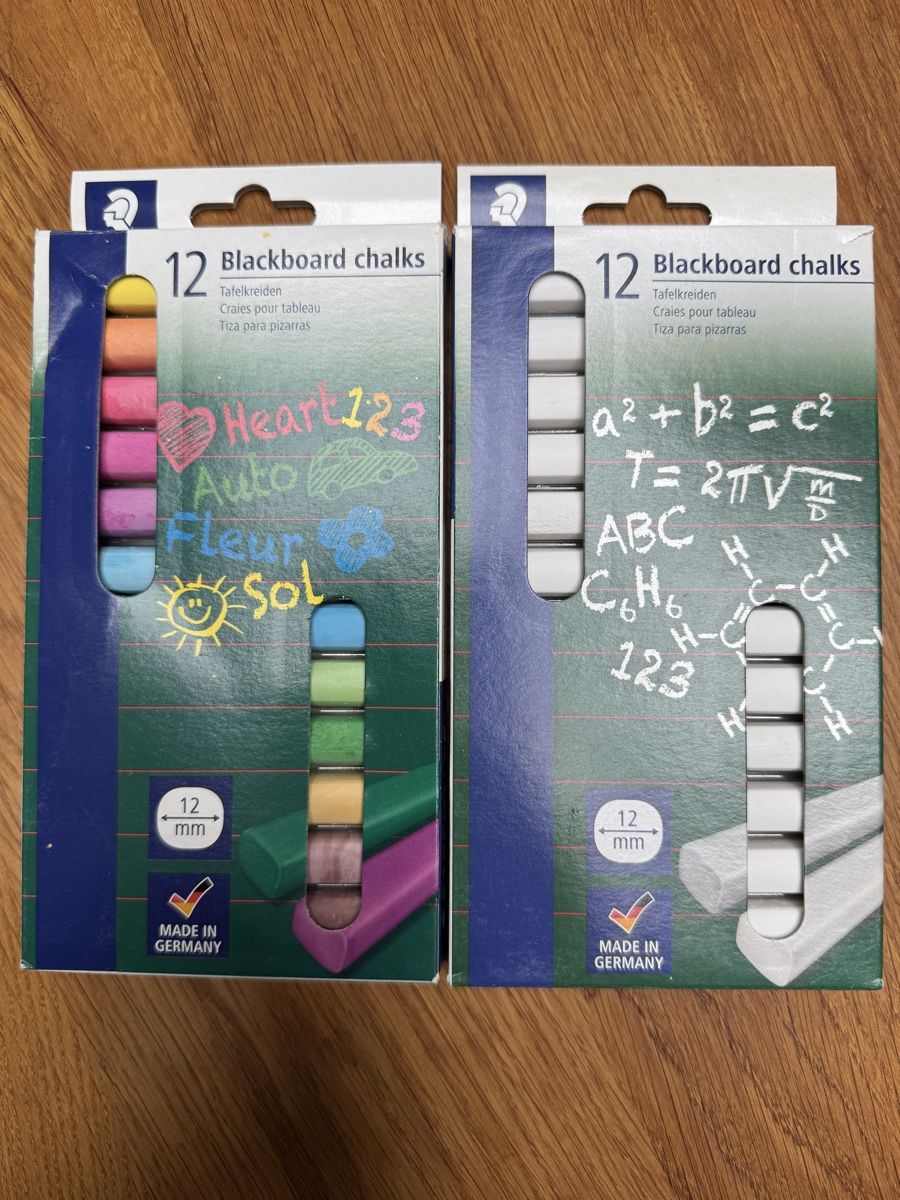 12 Blackboard chalks
Tafelkreiden
Craies pour tableau
Tiza para pizarras
Heart 123
Auto
Fleur
Sol
12
mm
MADE IN
GERMANY
12 Blackboard chalks
Tafelkreiden
Craies pour tableau
Tiza para pizarras
a² + b² = c²
T = 2π√m/D
ABC
C₆H₆
123
H H
C-C
H-C C
C
H H
12
mm
MADE IN
GERMANY